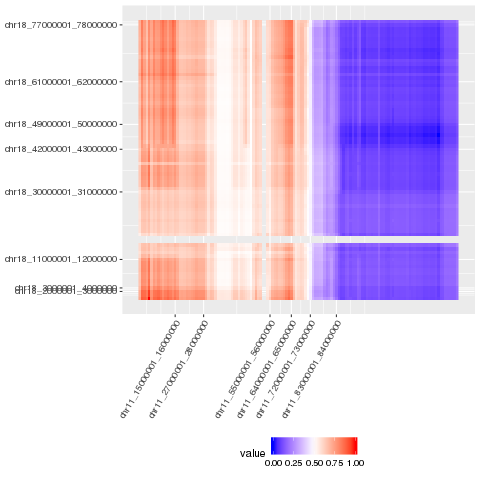 chr18_77000001_78000000
chr18_61000001_62000000
chr18_49000001_50000000
chr18_42000001_43000000
chr18_30000001_31000000
chr18_11000001_12000000
chr11_15000001_16000000
chr11_27000001_28000000
chr11_55000001_56000000
chr11_64000001_65000000
chr11_72000001_73000000
chr11_83000001_84000000
value
0.00 0.25 0.50 0.75 1.00